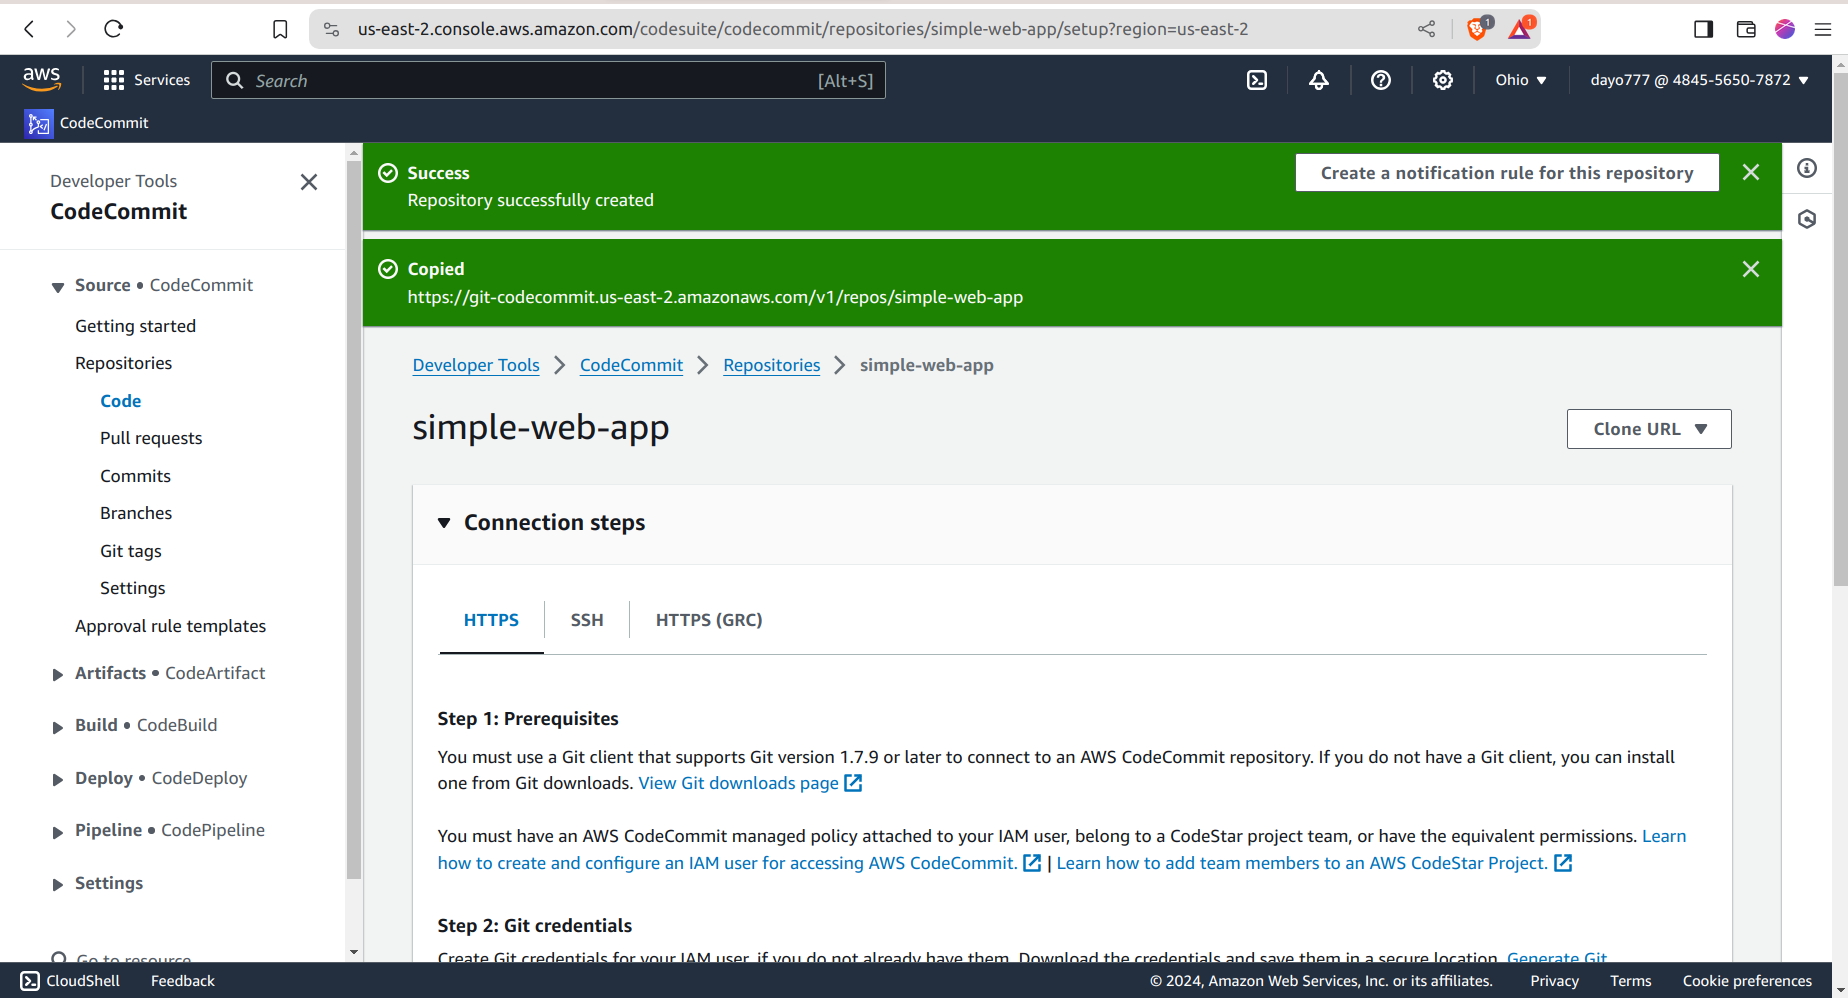 us-east-2.console.aws.amazon.com/codesuite/codecommit/repositories/simple-web-app/setup?region=us-east-2
1
1
aws
Services
Search
[Alt+S]
Ohio
dayo777 @ 4845-5650-7872
CodeCommit
Developer Tools
CodeCommit
Source • CodeCommit
Getting started
Repositories
Code
Pull requests
Commits
Branches
Git tags
Settings
Approval rule templates
Artifacts • CodeArtifact
Build • CodeBuild
Deploy • CodeDeploy
Pipeline • CodePipeline
Settings
Go to resource
Success
Repository successfully created
Create a notification rule for this repository
Copied
https://git-codecommit.us-east-2.amazonaws.com/v1/repos/simple-web-app
Developer Tools
CodeCommit
Repositories
simple-web-app
simple-web-app
Clone URL
Connection steps
HTTPS
SSH
HTTPS (GRC)
Step 1: Prerequisites
You must use a Git client that supports Git version 1.7.9 or later to connect to an AWS CodeCommit repository. If you do not have a Git client, you can install
one from Git downloads. View Git downloads page
You must have an AWS CodeCommit managed policy attached to your IAM user, belong to a CodeStar project team, or have the equivalent permissions. Learn
how to create and configure an IAM user for accessing AWS CodeCommit. | Learn how to add team members to an AWS CodeStar Project.
Step 2: Git credentials
Create Git credentials for your IAM user, if you do not already have them. Download the credentials and save them in a secure location. Generate Git
CloudShell
Feedback
© 2024, Amazon Web Services, Inc. or its affiliates.
Privacy
Terms
Cookie preferences